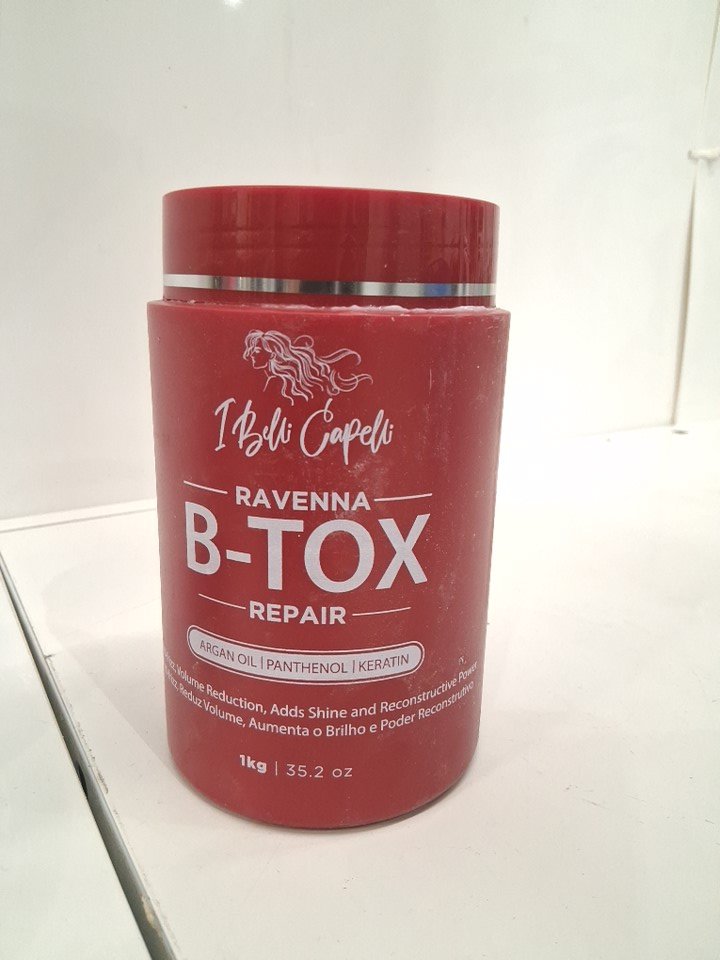 I Belli Capelli
RAVENNA
B-TOX
REPAIR
ARGAN OIL | PANTHENOL | KERATIN
Volume Reduction, Adds Shine and Reconstructive Power
Reduz Volume, Aumenta o Brilho e Poder Reconstrutivo
1kg | 35.2 oz